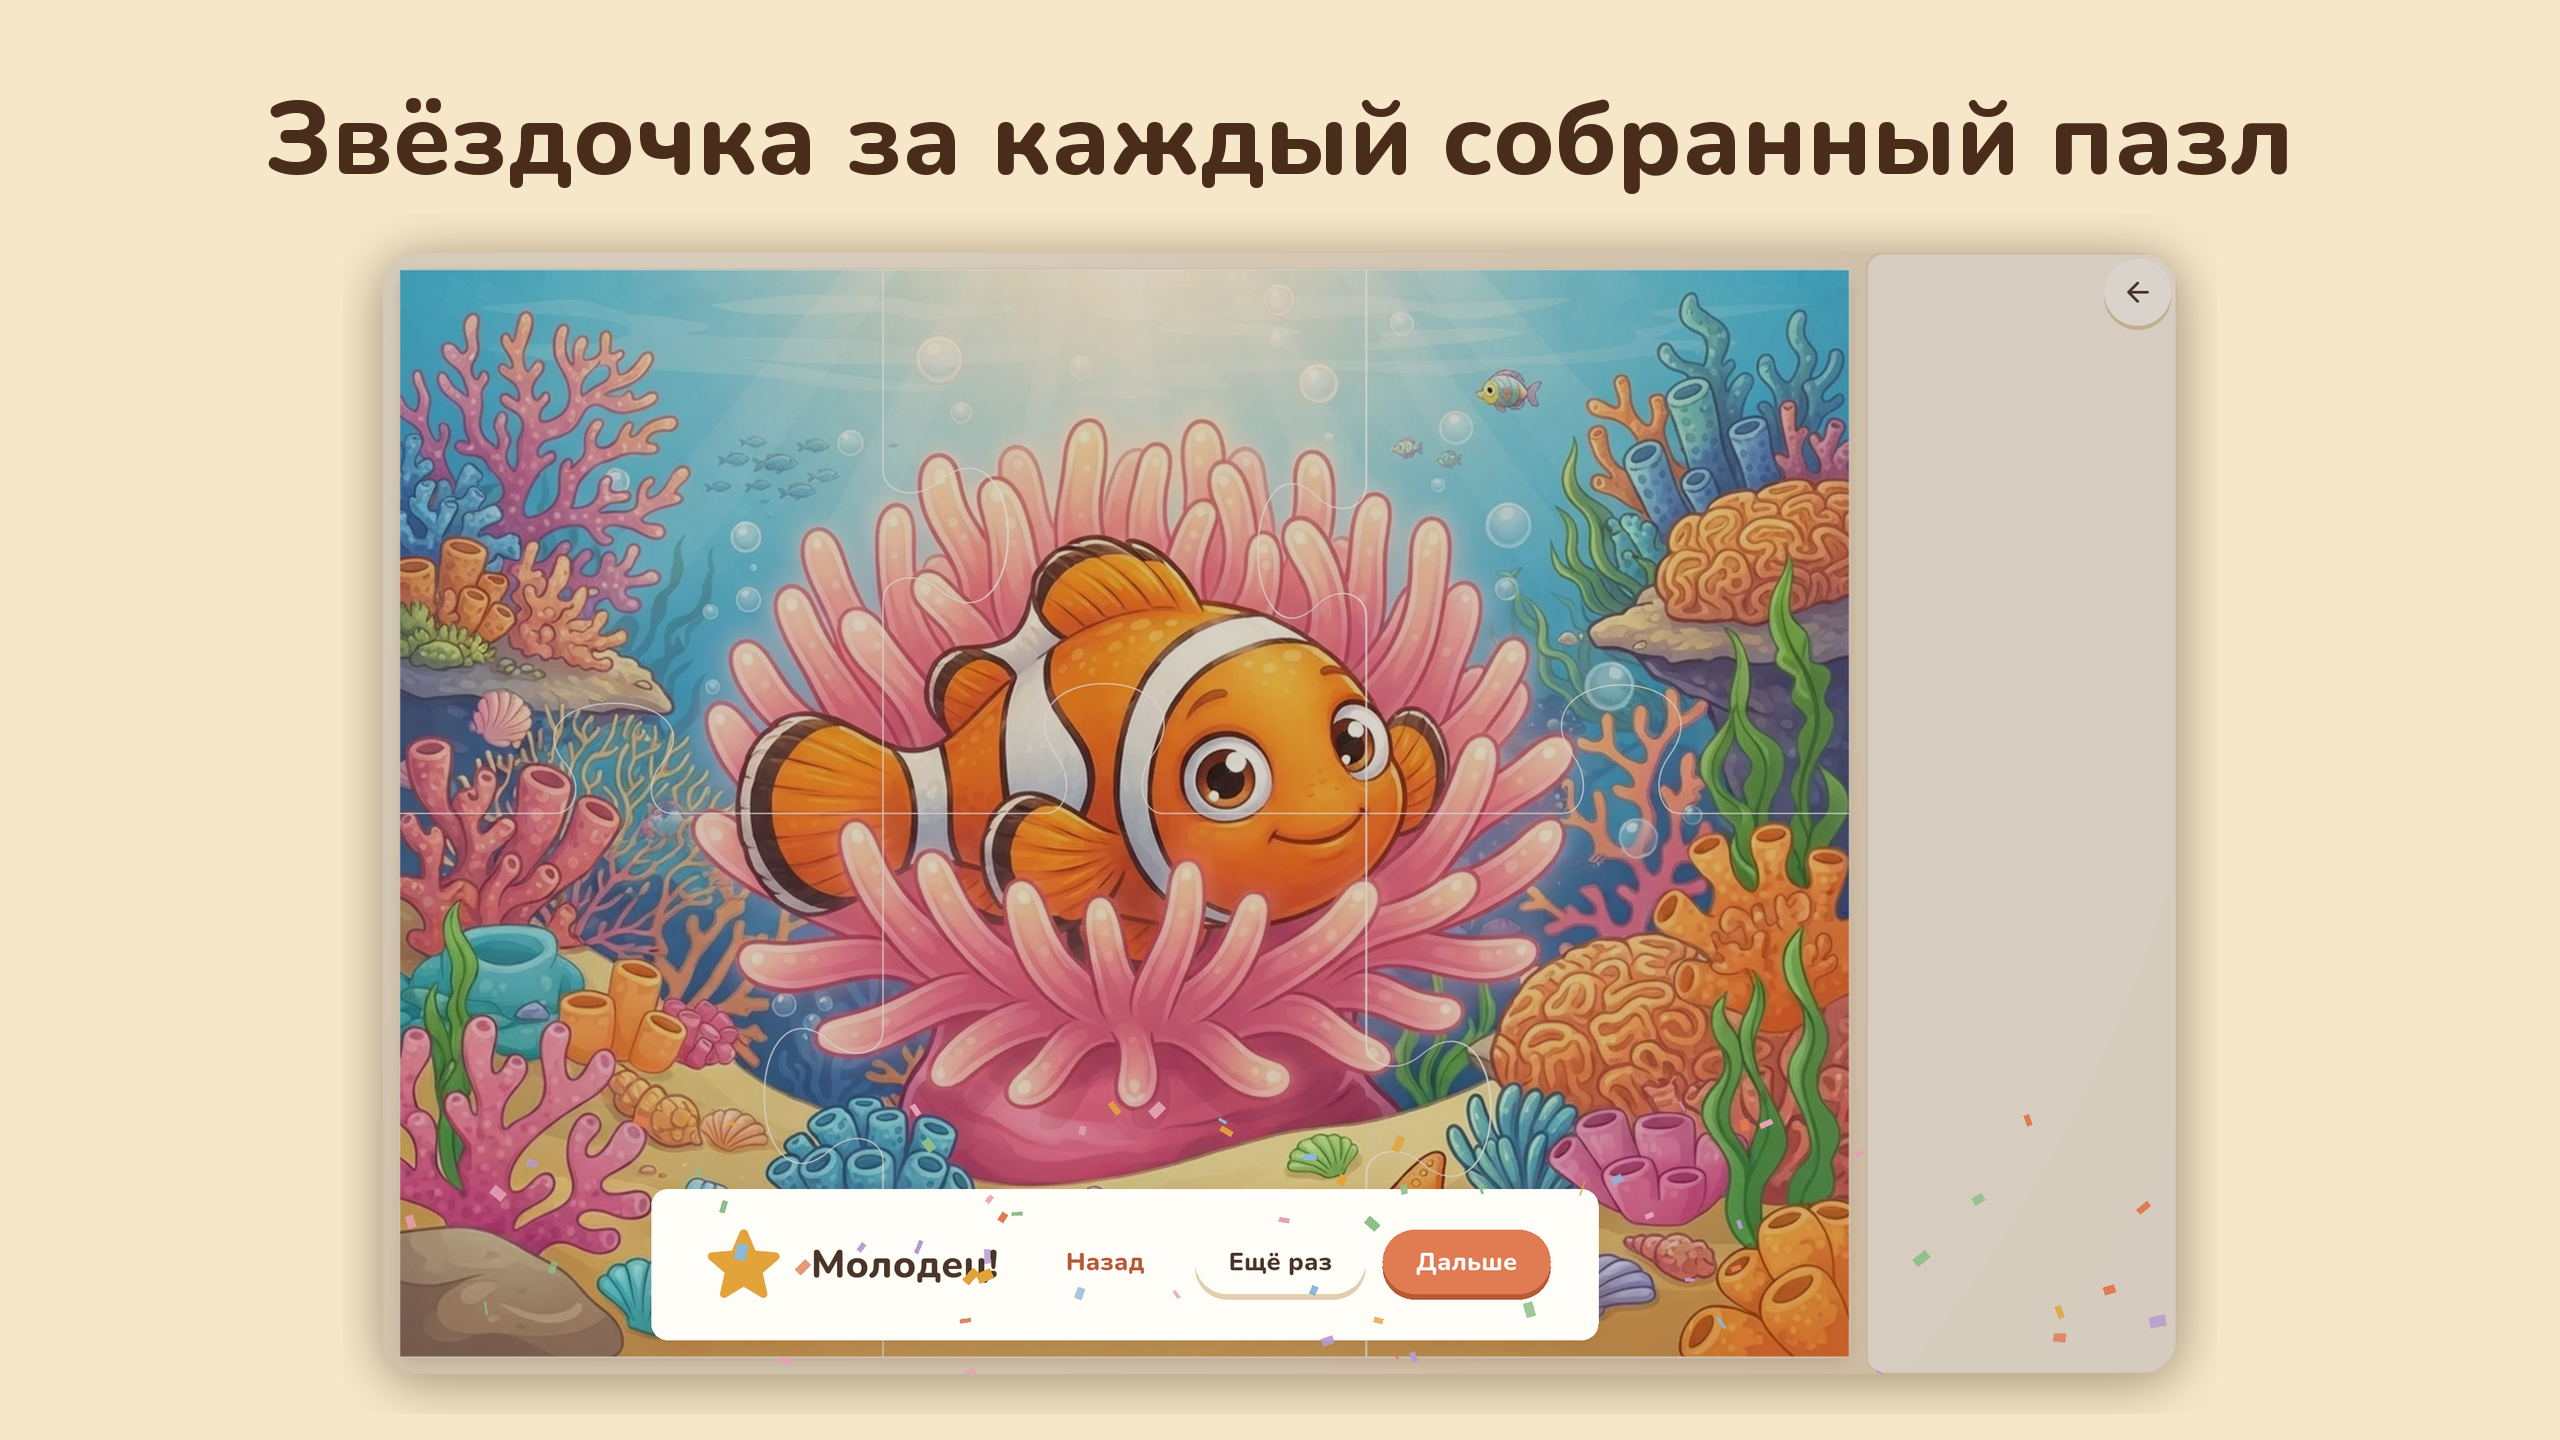 Звёздочка за каждый собранный пазл
Молодец!
Назад
Ещё раз
Дальше